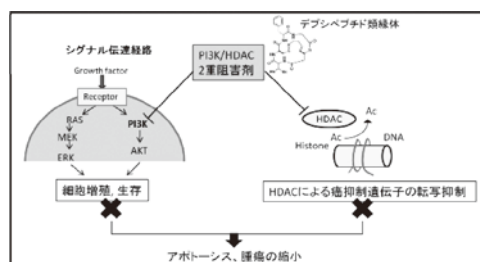 デプシペプチド類縁体
シグナル伝達経路
PI3K/HDAC
2重阻害剤
Growth factor
Receptor
RAS
PI3K
MEK
AKT
ERK
HDAC
Ac
Ac
Histone
DNA
細胞増殖, 生存
HDACによる癌抑制遺伝子の転写抑制
アポトーシス、腫瘍の縮小